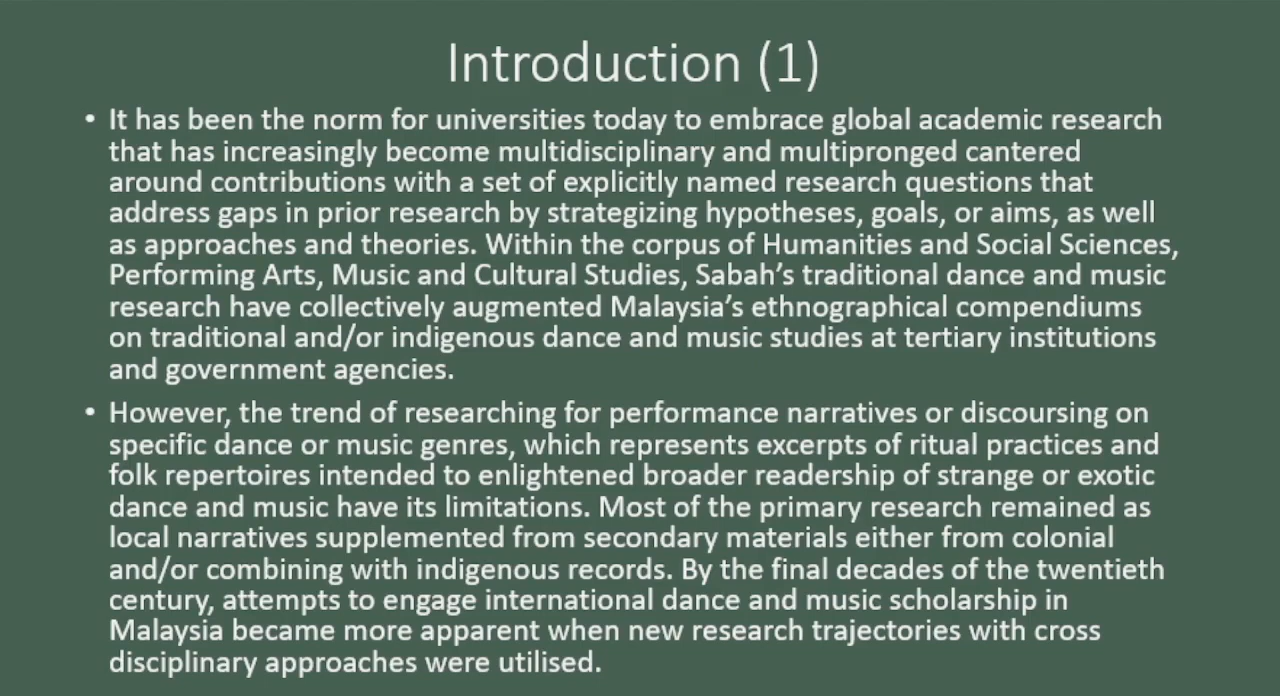 Introduction (1)
• It has been the norm for universities today to embrace global academic research
that has increasingly become multidisciplinary and multipronged cantered
around contributions with a set of explicitly named research questions that
address gaps in prior research by strategizing hypotheses, goals, or aims, as well
as approaches and theories. Within the corpus of Humanities and Social Sciences,
Performing Arts, Music and Cultural Studies, Sabah’s traditional dance and music
research have collectively augmented Malaysia’s ethnographical compendiums
on traditional and/or indigenous dance and music studies at tertiary institutions
and government agencies.
• However, the trend of researching for performance narratives or discoursing on
specific dance or music genres, which represents excerpts of ritual practices and
folk repertoires intended to enlightened broader readership of strange or exotic
dance and music have its limitations. Most of the primary research remained as
local narratives supplemented from secondary materials either from colonial
and/or combining with indigenous records. By the final decades of the twentieth
century, attempts to engage international dance and music scholarship in
Malaysia became more apparent when new research trajectories with cross
disciplinary approaches were utilised.